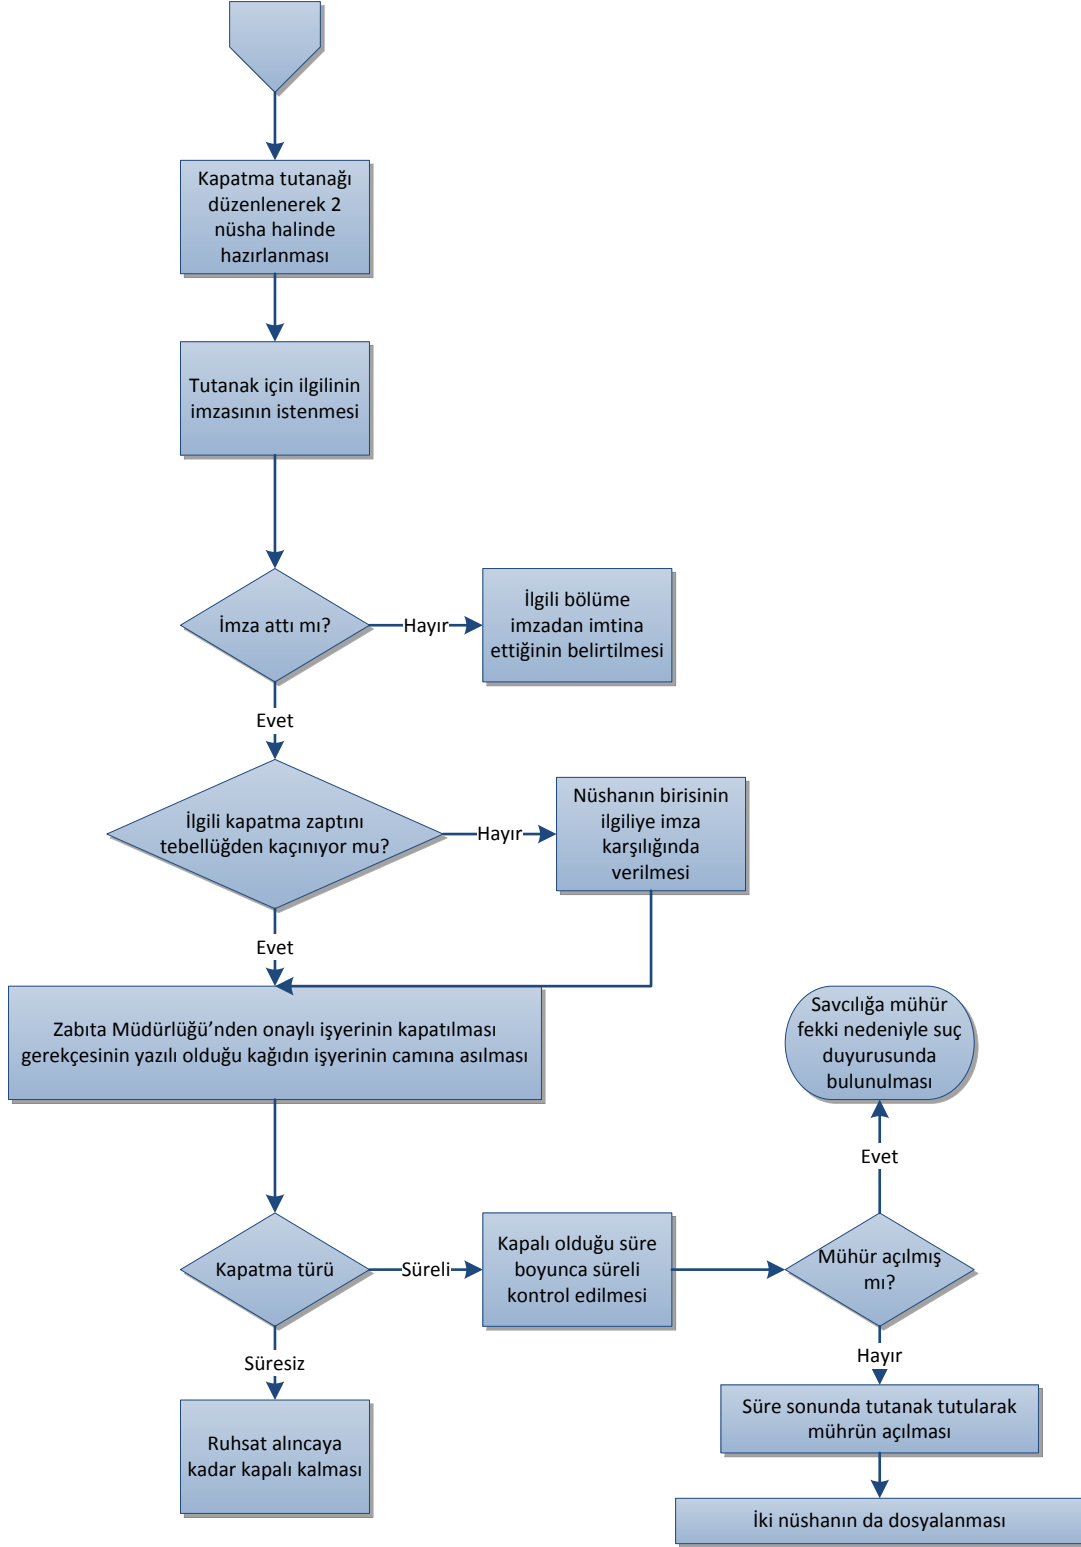 Kapatma tutanağı
düzenlenerek 2
nüsha halinde
hazırlanması
Tutanak için ilgilinin
imzasının istenmesi
İmza attı mı?
Hayır
İlgili bölüme
imzadan imtina
ettiğinin belirtilmesi
Evet
İlgili kapatma zaptını
tebellüğden kaçınıyor mu?
Hayır
Nüshanın birisinin
ilgiliye imza
karşılığında
verilmesi
Evet
Zabıta Müdürlüğü’nden onaylı işyerinin kapatılması
gerekçesinin yazılı olduğu kağıdın işyerinin camına asılması
Savcılığa mühür
fekki nedeniyle suç
duyurusunda
bulunulması
Evet
Kapatma türü
Süreli
Kapalı olduğu süre
boyunca süreli
kontrol edilmesi
Mühür açılmış
mı?
Süresiz
Hayır
Ruhsat alıncaya
kadar kapalı kalması
Süre sonunda tutanak tutularak
mührün açılması
İki nüshanın da dosyalanması